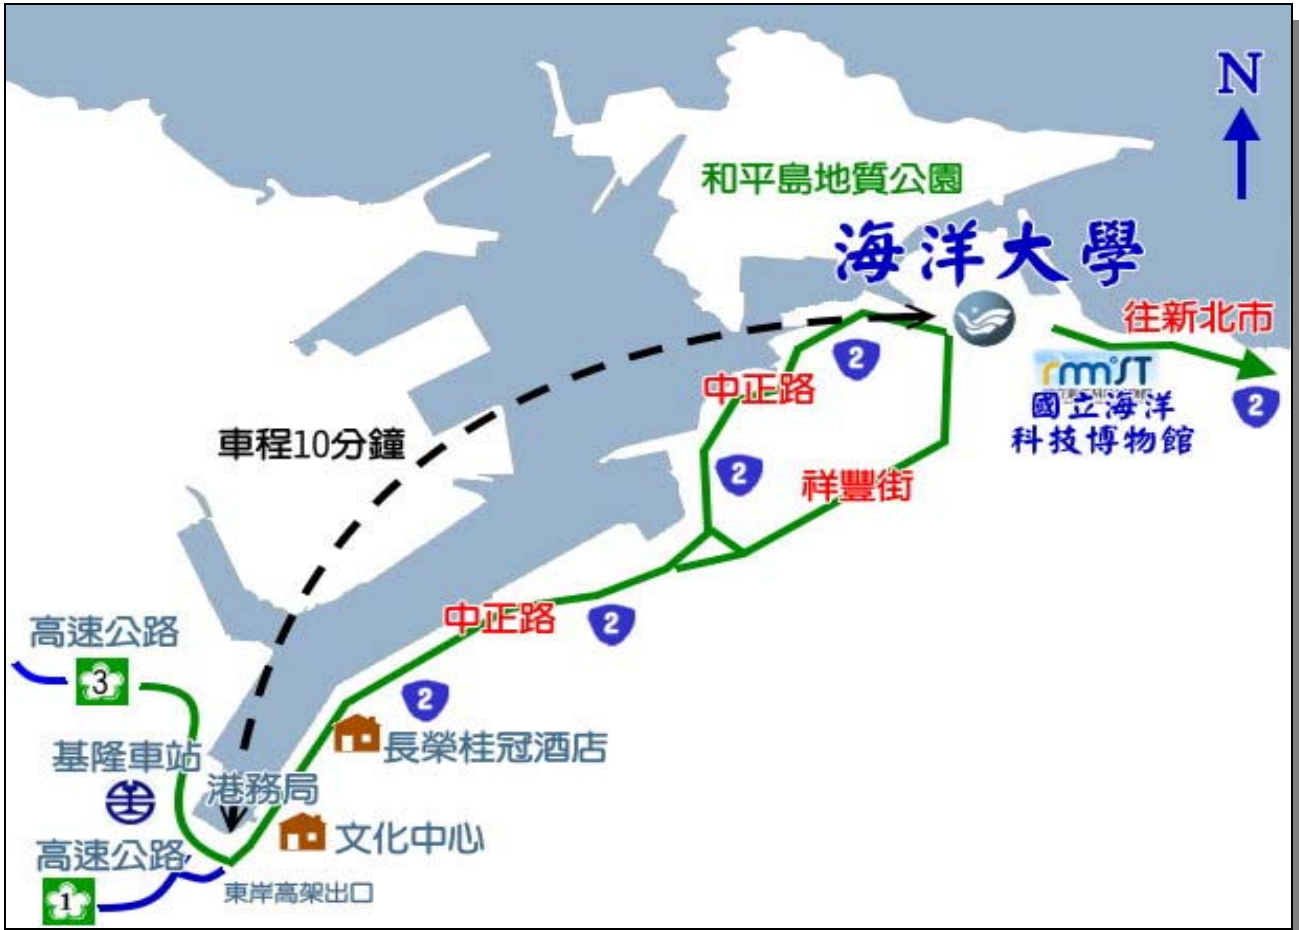 N
和平島地質公園
海洋大學
往新北市
2
中正路
rmmist
國立海洋
科技博物館
2
車程10分鐘
2
祥豐街
中正路
2
高速公路
3
2
長榮桂冠酒店
基隆車站
港務局
文化中心
高速公路
東岸高架出口
1